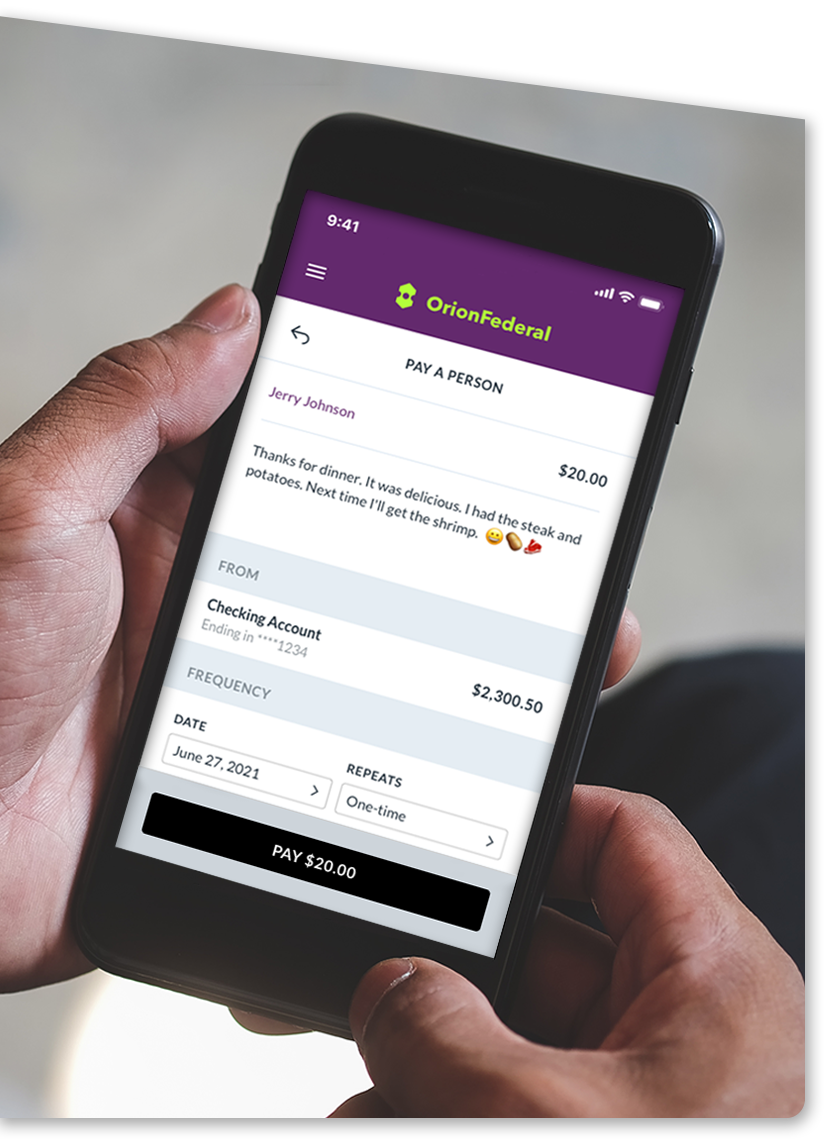 9:41
OrionFederal
PAY A PERSON
Jerry Johnson
$20.00
Thanks for dinner. It was delicious. I had the steak and
potatoes. Next time I'll get the shrimp. 😀🥔🥩
FROM
Checking Account
Ending in ****1234
$2,300.50
FREQUENCY
DATE
June 27, 2021
REPEATS
One-time
PAY $20.00